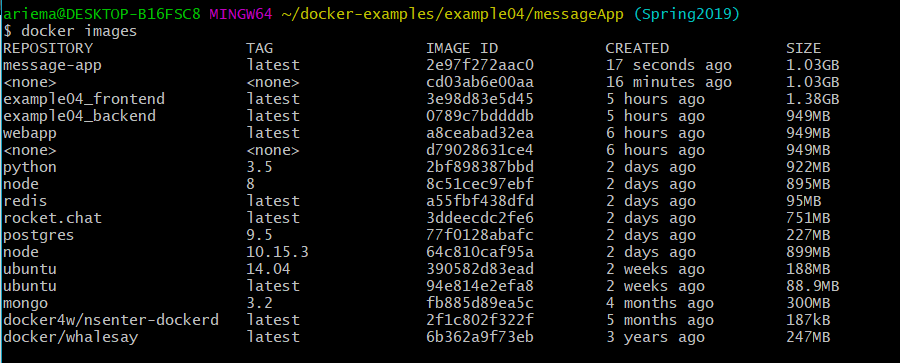 ariema@DESKTOP-B16FSC8 MINGW64 ~/docker-examples/example04/messageApp (Spring2019)
$ docker images
REPOSITORY TAG IMAGE ID CREATED SIZE
message-app latest 2e97f272aac0 17 seconds ago 1.03GB
<none> <none> cd03ab6e00aa 16 minutes ago 1.03GB
example04_frontend latest 3e98d83e5d45 5 hours ago 1.38GB
example04_backend latest 0789c7bddddb 5 hours ago 949MB
webapp latest a8ceabad32ea 6 hours ago 949MB
<none> <none> d79028631ce4 6 hours ago 949MB
python 3.5 2bf898387bbd 2 days ago 922MB
node 8 8c51cec97ebf 2 days ago 895MB
redis latest a55fbf438dfd 2 days ago 95MB
rocket.chat latest 3ddeecdc2fe6 2 days ago 751MB
postgres 9.5 77f0128abafc 2 days ago 227MB
node 10.15.3 64c810caf95a 2 days ago 899MB
ubuntu 14.04 390582d83ead 2 weeks ago 188MB
ubuntu latest 94e814e2efa8 2 weeks ago 88.9MB
mongo 3.2 fb885d89ea5c 4 months ago 300MB
docker4w/nsenter-dockerd latest 2f1c802f322f 5 months ago 187kB
docker/whalesay latest 6b362a9f73eb 3 years ago 247MB